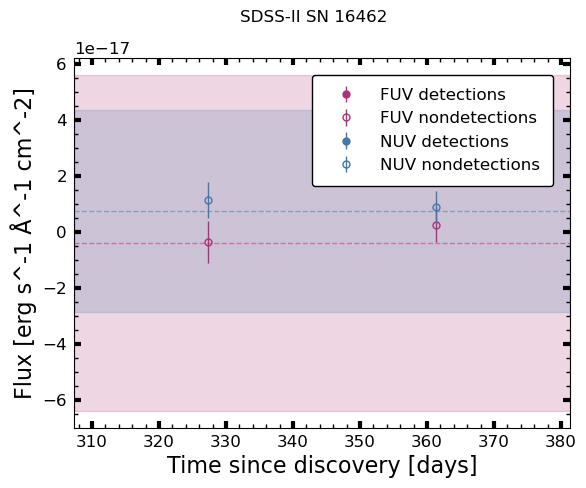 SDSS-II SN 16462
1e−17
FUV detections
FUV nondetections
NUV detections
NUV nondetections
6
4
2
0
−2
−4
−6
Flux [erg s^-1 Å^-1 cm^-2]
310 320 330 340 350 360 370 380
Time since discovery [days]